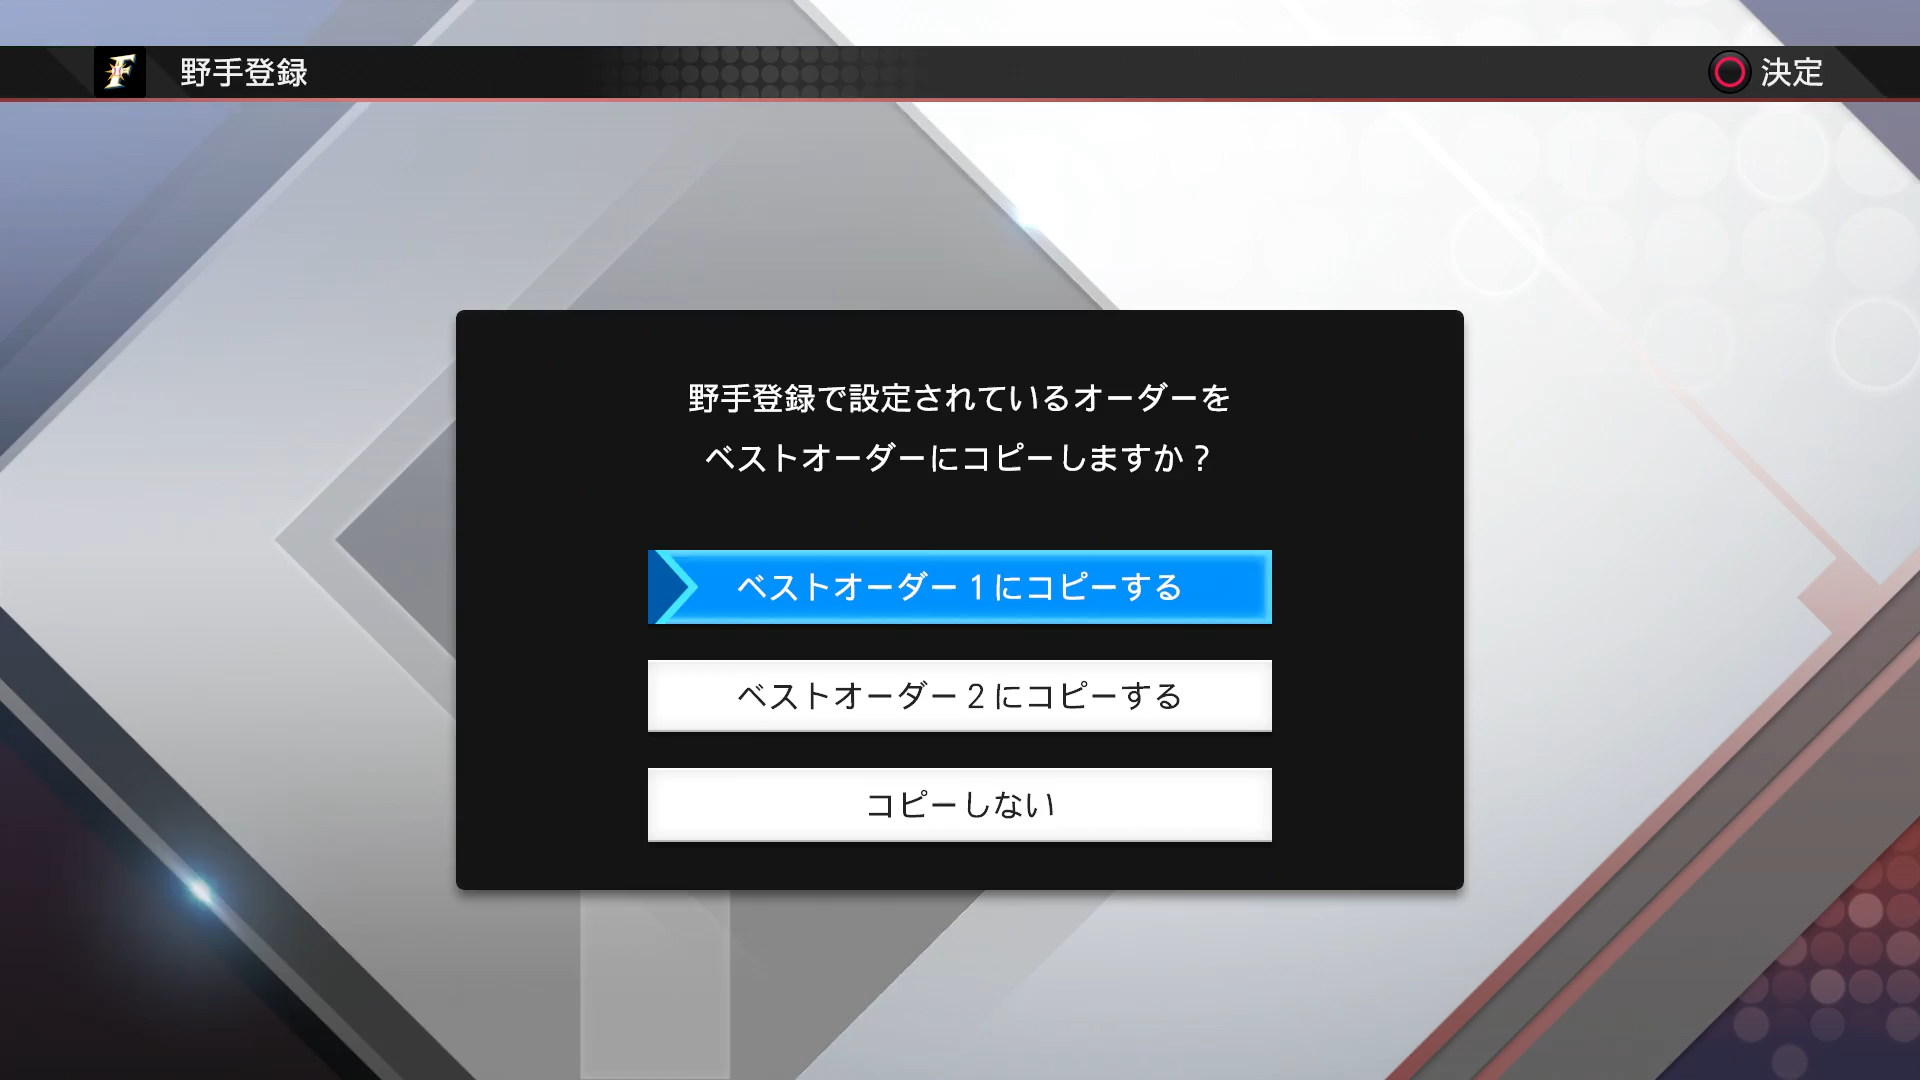 野手登録
決定
野手登録で設定されているオーダーを
ベストオーダーにコピーしますか？
ベストオーダー１にコピーする
ベストオーダー２にコピーする
コピーしない